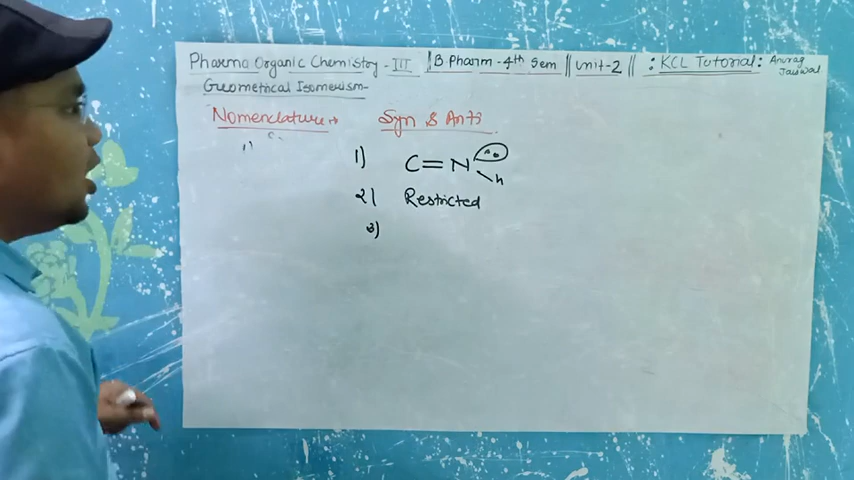 Pharma Organic Chemistry - III || B Pharm - 4th Sem || Unit-2 || : KCL Tutorial : Anurag Jaiswal
Geometrical Isomerism-
Nomenclature → Syn & Anti
1)
1) C=N h
2) Restricted
3)